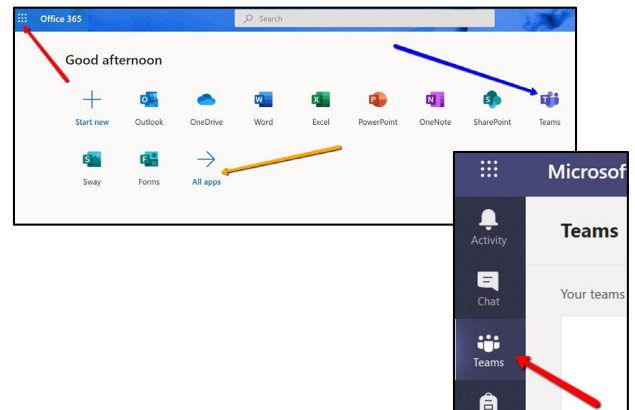 Office 365
Search
Good afternoon
Start new Outlook OneDrive Word Excel PowerPoint OneNote SharePoint Teams
Sway Forms All apps
Microsof
Activity
Teams
Chat
Your teams
Teams